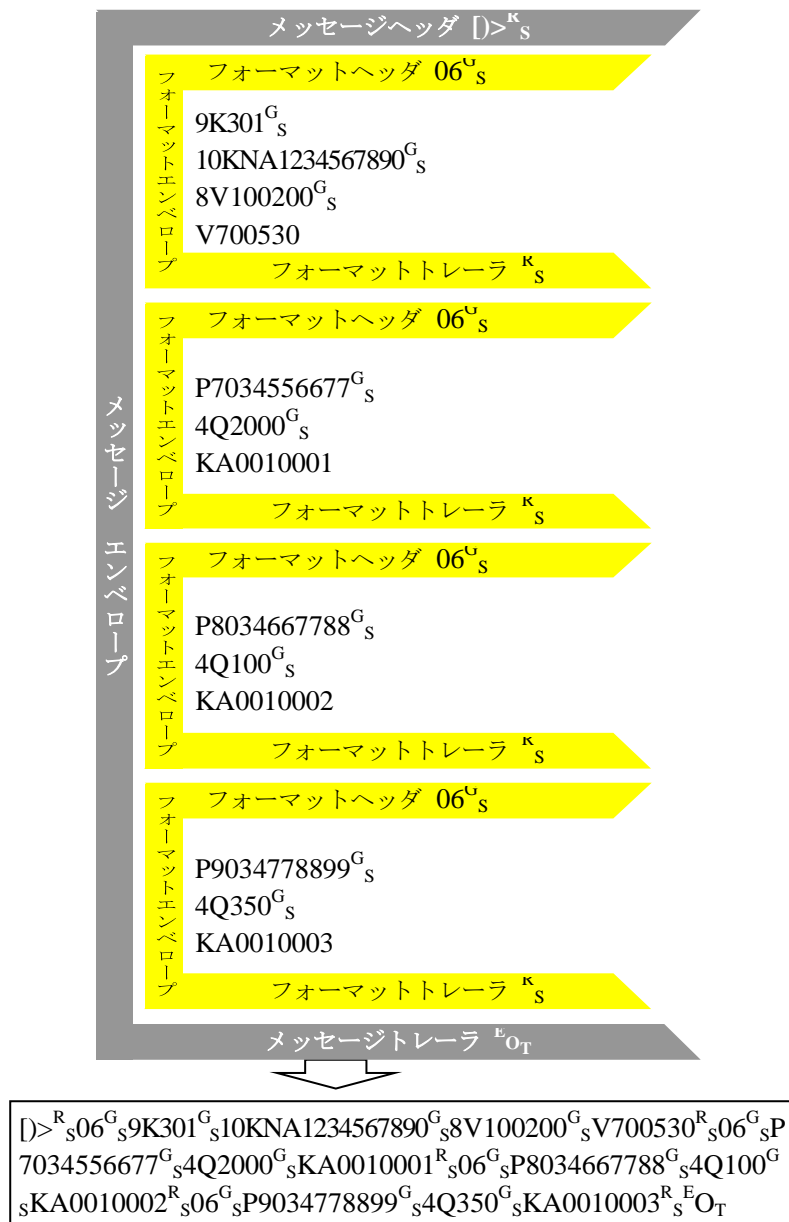 メッセージヘッダ [)>ᴿS
メッセージ エンベロープ
フォーマットエンベロープ
フォーマットヘッダ 06ᴳS
9K301ᴳS
10KNA1234567890ᴳS
8V100200ᴳS
V700530
フォーマットトレーラ ᴿS
フォーマットエンベロープ
フォーマットヘッダ 06ᴳS
P7034556677ᴳS
4Q2000ᴳS
KA0010001
フォーマットトレーラ ᴿS
フォーマットエンベロープ
フォーマットヘッダ 06ᴳS
P8034667788ᴳS
4Q100ᴳS
KA0010002
フォーマットトレーラ ᴿS
フォーマットエンベロープ
フォーマットヘッダ 06ᴳS
P9034778899ᴳS
4Q350ᴳS
KA0010003
フォーマットトレーラ ᴿS
メッセージトレーラ ᴱOT
[)>ᴿS06ᴳS9K301ᴳS10KNA1234567890ᴳS8V100200ᴳSV700530ᴿS06ᴳSP
7034556677ᴳS4Q2000ᴳSKA0010001ᴿS06ᴳSP8034667788ᴳS4Q100ᴳ
SKA0010002ᴿS06ᴳSP9034778899ᴳS4Q350ᴳSKA0010003ᴿSᴱOT